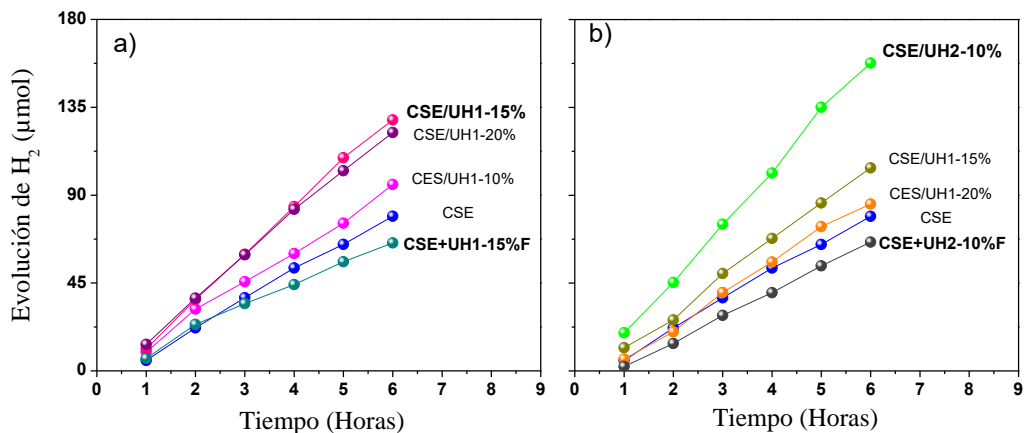 a)
180
135
90
45
0
Evolución de H2 (µmol)
CSE/UH1-15%
CSE/UH1-20%
CES/UH1-10%
CSE
CSE+UH1-15%F
0 1 2 3 4 5 6 7 8 9
Tiempo (Horas)
b)
CSE/UH2-10%
CSE/UH1-15%
CES/UH1-20%
CSE
CSE+UH2-10%F
0 1 2 3 4 5 6 7 8 9
Tiempo (Horas)